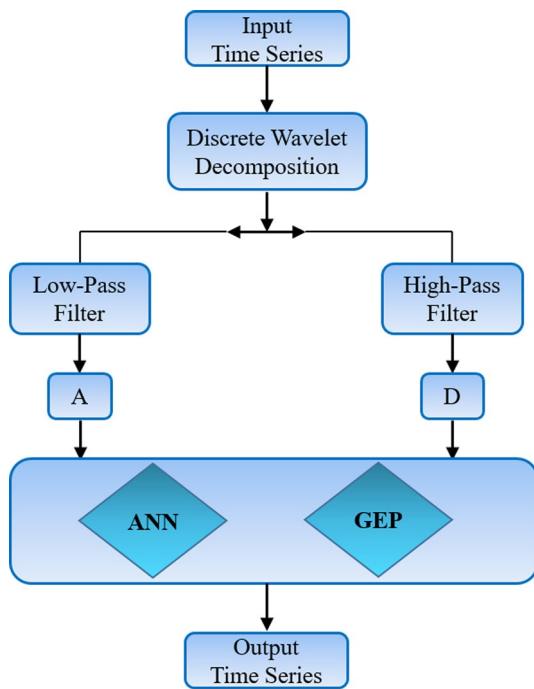 Input
Time Series
Discrete Wavelet
Decomposition
Low-Pass
Filter
High-Pass
Filter
A
D
ANN
GEP
Output
Time Series